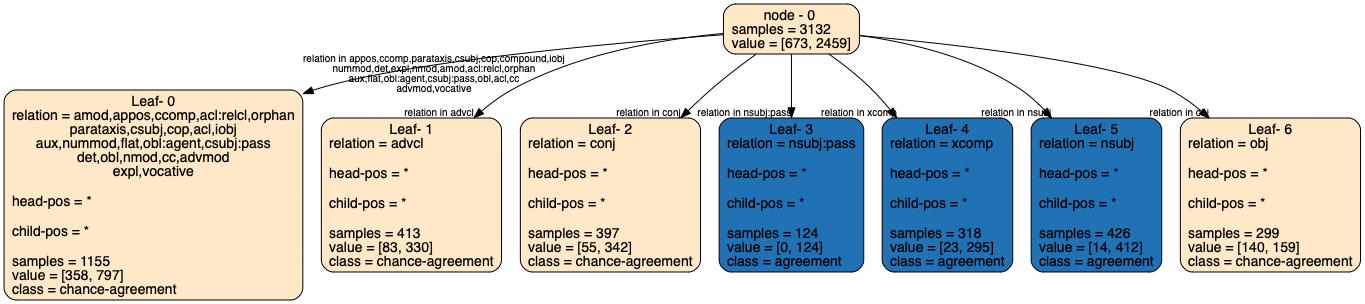 node - 0
samples = 3132
value = [673, 2459]
relation in appos,ccomp,parataxis,csubj,cop,compound,iobj
nummod,det,expl,nmod,amod,acl:relcl,orphan
aux,flat,obl:agent,csubj:pass,obl,acl,cc
advmod,vocative
relation in advcl
relation in conj
relation in nsubj:pass
relation in xcomp
relation in nsubj
relation in obj
Leaf- 0
relation = amod,appos,ccomp,acl:relcl,orphan
parataxis,csubj,cop,acl,iobj
aux,nummod,flat,obl:agent,csubj:pass
det,obl,nmod,cc,advmod
expl,vocative
head-pos = *
child-pos = *
samples = 1155
value = [358, 797]
class = chance-agreement
Leaf- 1
relation = advcl
head-pos = *
child-pos = *
samples = 413
value = [83, 330]
class = chance-agreement
Leaf- 2
relation = conj
head-pos = *
child-pos = *
samples = 397
value = [55, 342]
class = chance-agreement
Leaf- 3
relation = nsubj:pass
head-pos = *
child-pos = *
samples = 124
value = [0, 124]
class = agreement
Leaf- 4
relation = xcomp
head-pos = *
child-pos = *
samples = 318
value = [23, 295]
class = agreement
Leaf- 5
relation = nsubj
head-pos = *
child-pos = *
samples = 426
value = [14, 412]
class = agreement
Leaf- 6
relation = obj
head-pos = *
child-pos = *
samples = 299
value = [140, 159]
class = chance-agreement